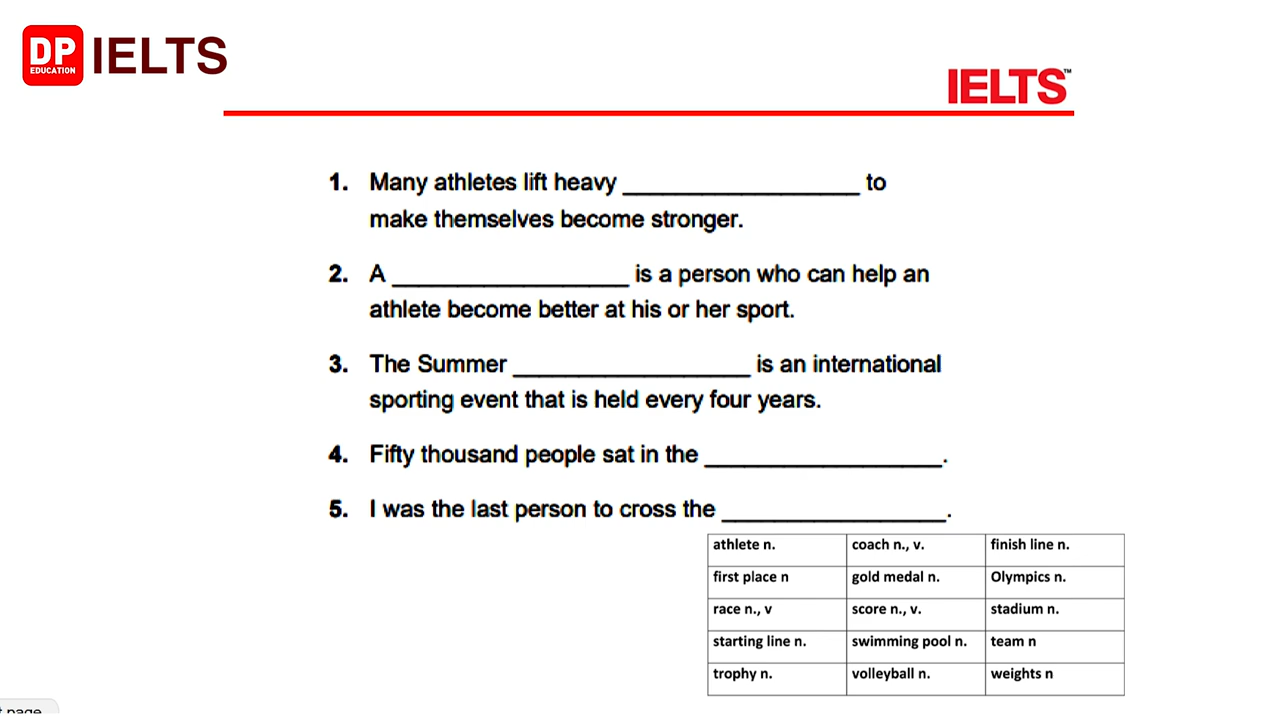 DP
EDUCATION
IELTS
IELTS™
1. Many athletes lift heavy __________________ to
make themselves become stronger.
2. A __________________ is a person who can help an
athlete become better at his or her sport.
3. The Summer __________________ is an international
sporting event that is held every four years.
4. Fifty thousand people sat in the __________________.
5. I was the last person to cross the _________________.
athlete n. coach n., v. finish line n.
first place n gold medal n. Olympics n.
race n., v score n., v. stadium n.
starting line n. swimming pool n. team n
trophy n. volleyball n. weights n
page